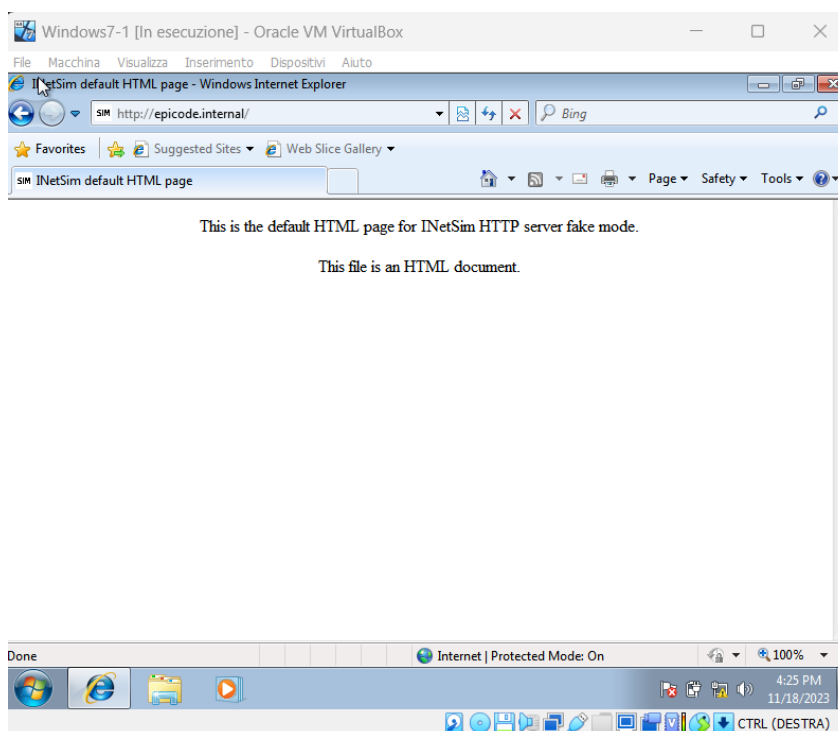 Windows7-1 [In esecuzione] - Oracle VM VirtualBox
File Macchina Visualizza Inserimento Dispositivi Aiuto
INetSim default HTML page - Windows Internet Explorer
SIM http://epicode.internal/ Bing
Favorites Suggested Sites Web Slice Gallery
SIM INetSim default HTML page Page Safety Tools
This is the default HTML page for INetSim HTTP server fake mode.
This file is an HTML document.
Done Internet | Protected Mode: On 100%
4:25 PM
11/18/2023
CTRL (DESTRA)